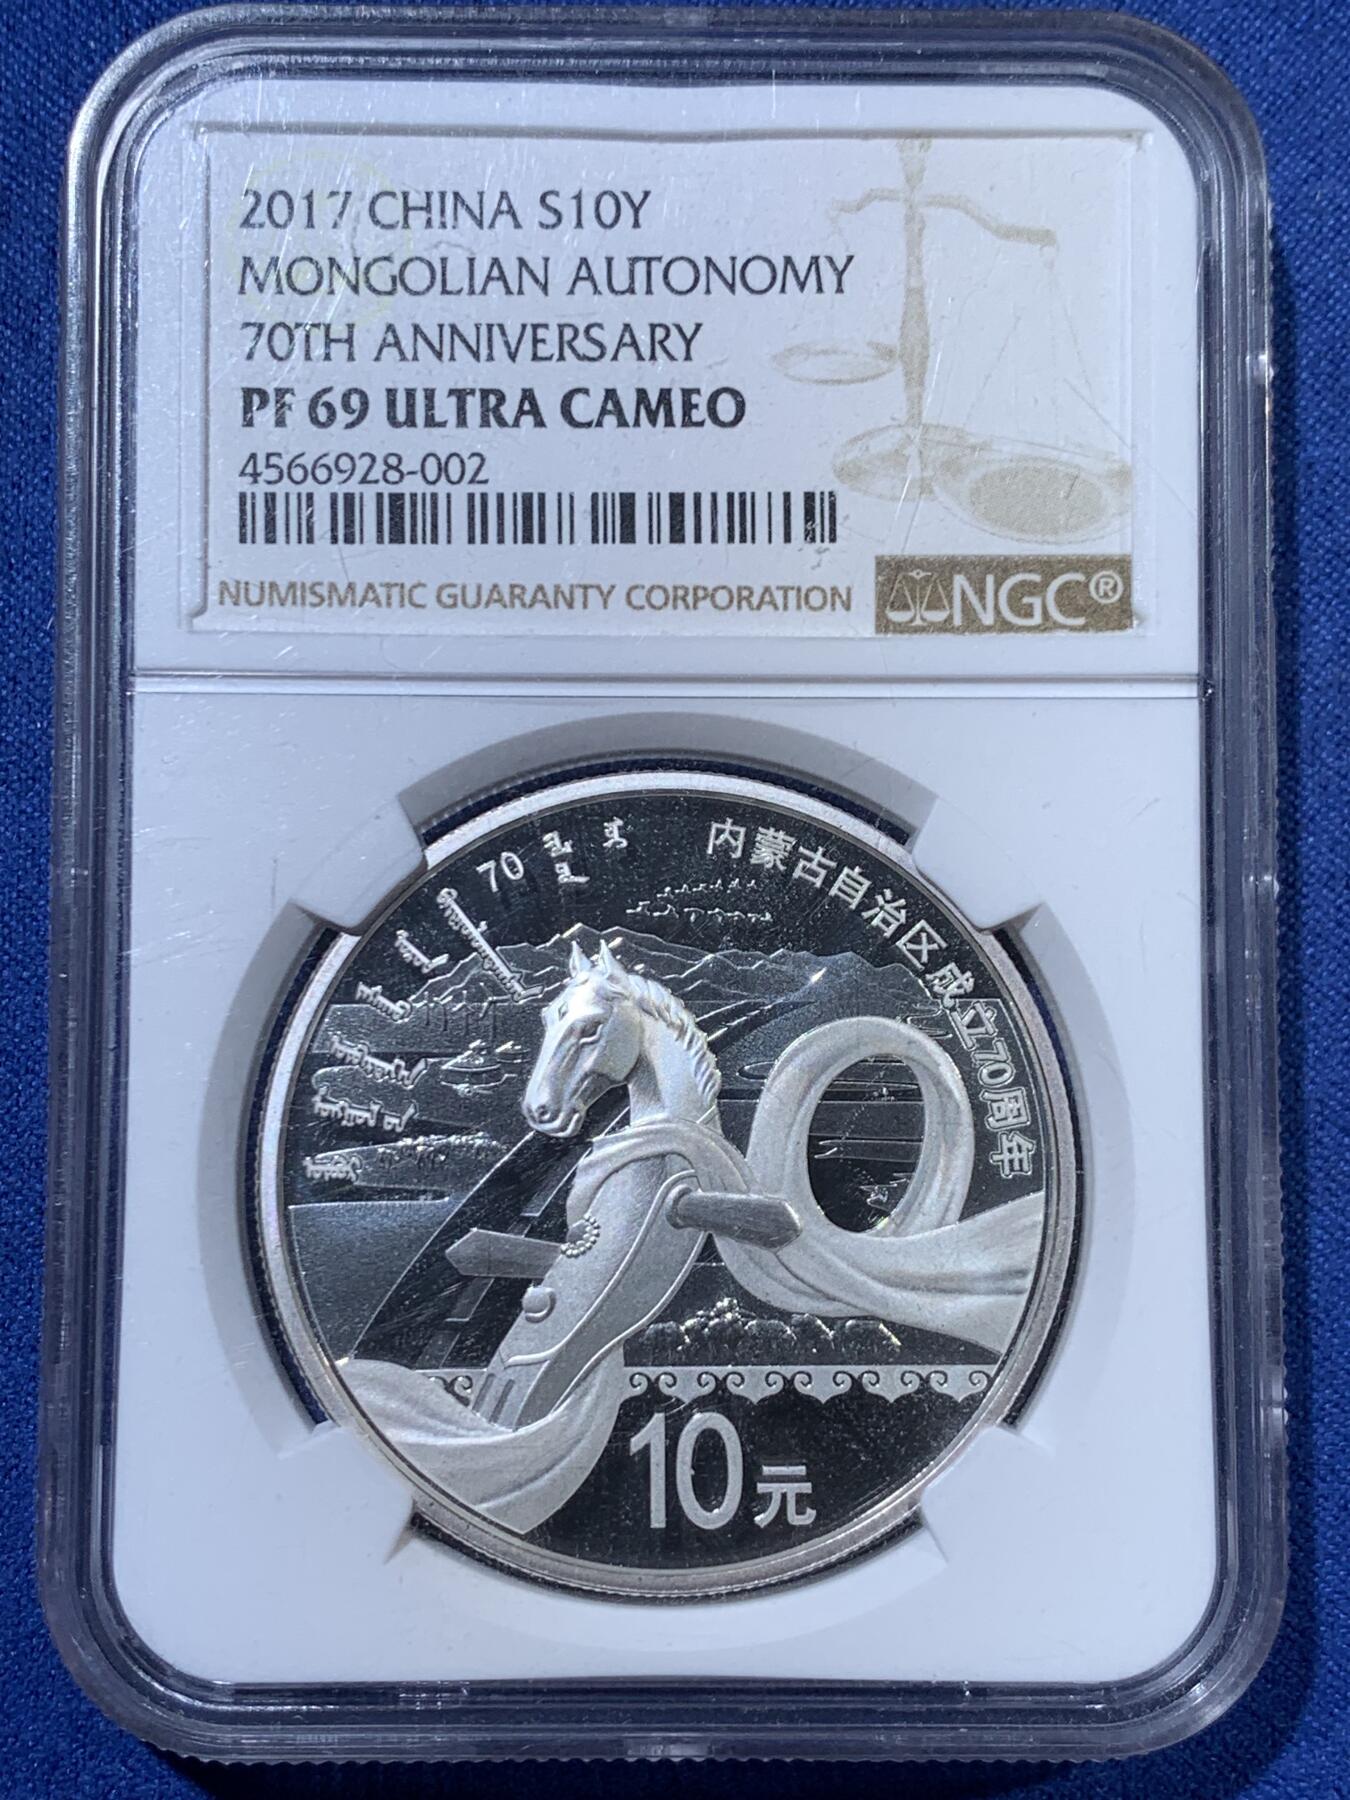 2017 CHINA S10Y
MONGOLIAN AUTONOMY
70TH ANNIVERSARY
PF 69 ULTRA CAMEO
4566928-002
NUMISMATIC GUARANTY CORPORATION
NGC®
70
内蒙古自治区成立70周年
10元